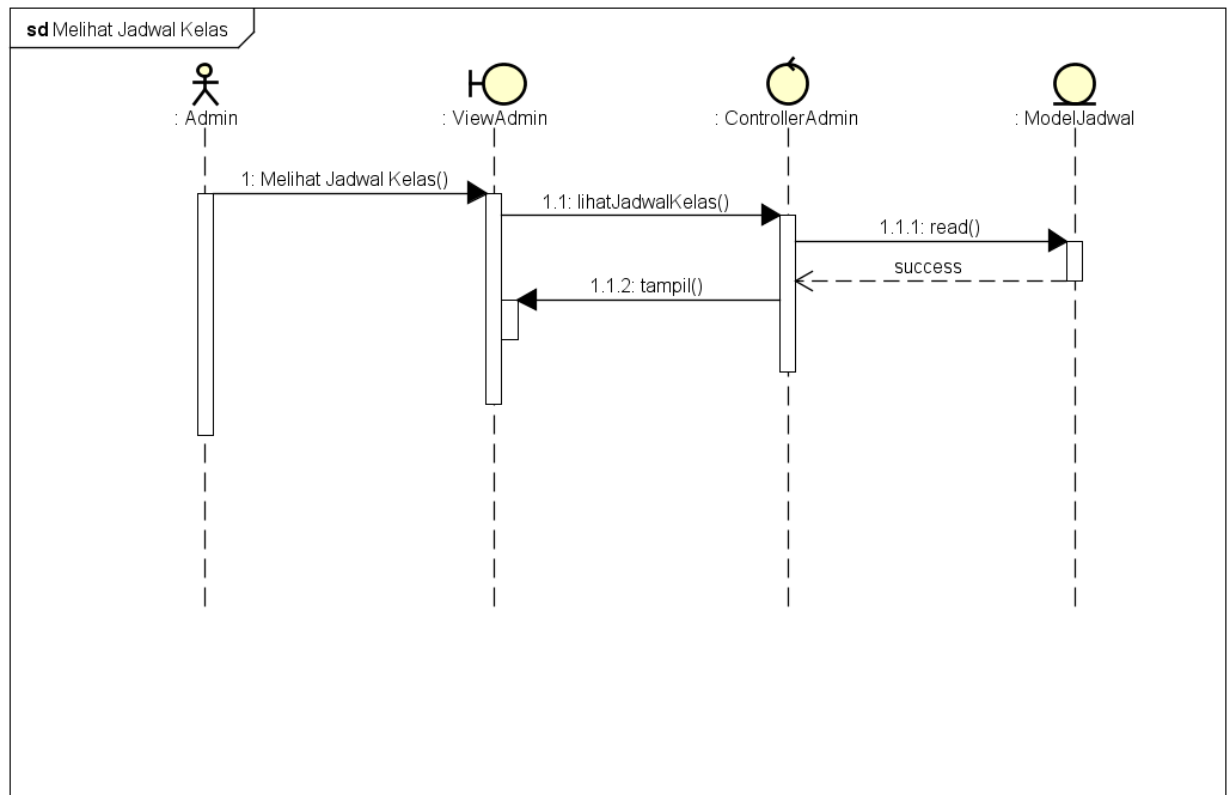 sd Melihat Jadwal Kelas
: Admin
: ViewAdmin
: ControllerAdmin
: ModelJadwal
1: Melihat Jadwal Kelas()
1.1: lihatJadwalKelas()
1.1.1: read()
success
1.1.2: tampil()